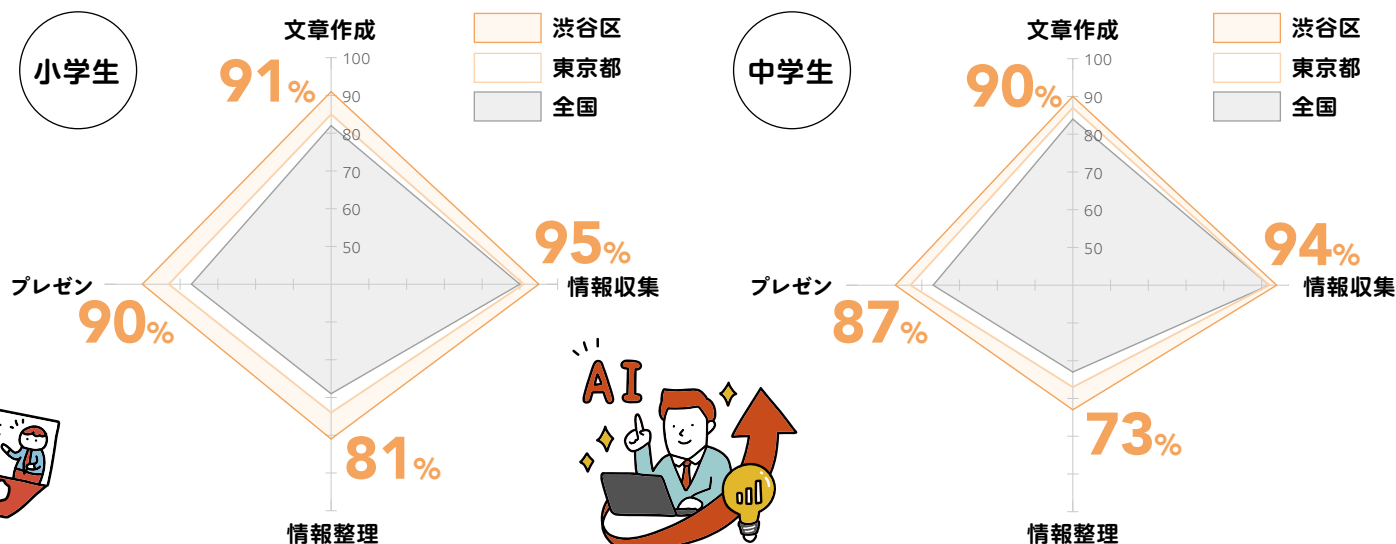 小学生
文章作成
渋谷区
東京都
全国
91%
100
90
80
70
60
50
95%
情報収集
プレゼン
90%
81%
情報整理
AI
中学生
文章作成
渋谷区
東京都
全国
90%
100
90
80
70
60
50
94%
情報収集
プレゼン
87%
73%
情報整理